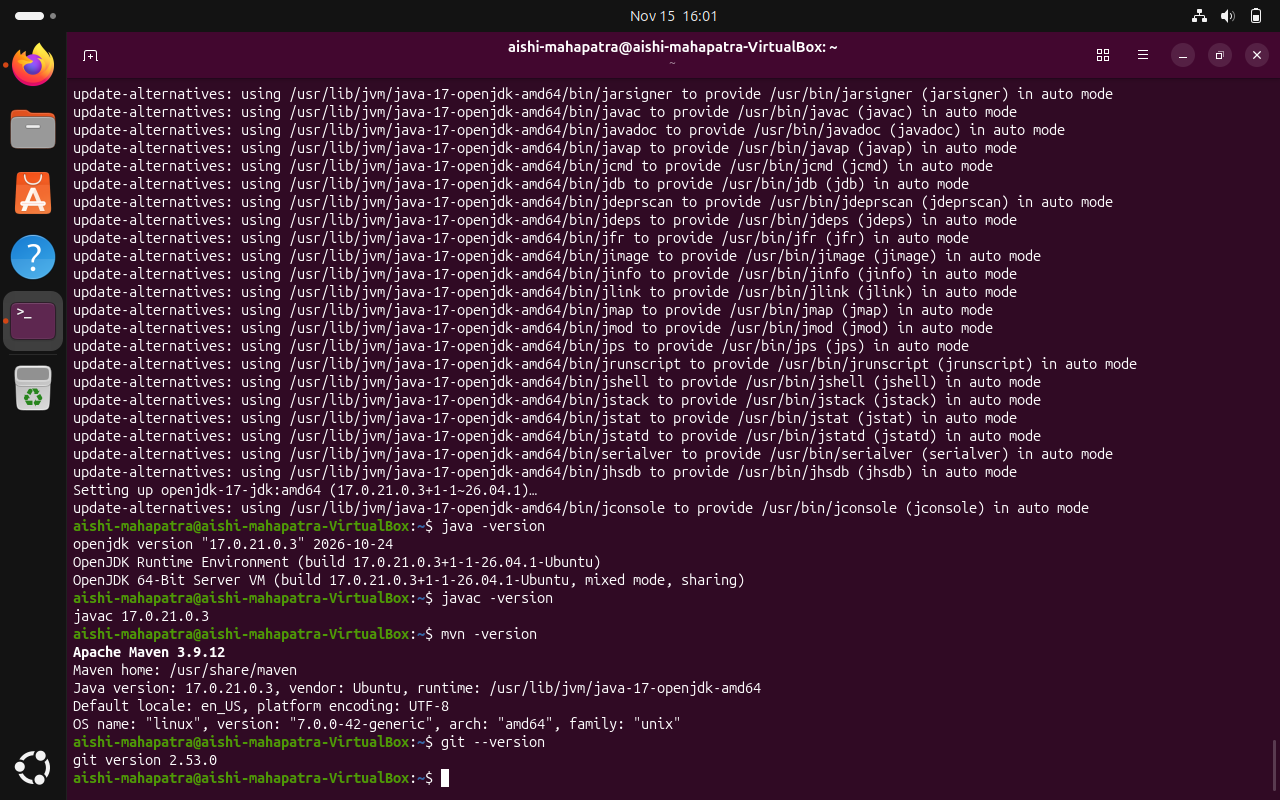 Nov 15 16:01
aishi-mahapatra@aishi-mahapatra-VirtualBox: ~
~
update-alternatives: using /usr/lib/jvm/java-17-openjdk-amd64/bin/jarsigner to provide /usr/bin/jarsigner (jarsigner) in auto mode
update-alternatives: using /usr/lib/jvm/java-17-openjdk-amd64/bin/javac to provide /usr/bin/javac (javac) in auto mode
update-alternatives: using /usr/lib/jvm/java-17-openjdk-amd64/bin/javadoc to provide /usr/bin/javadoc (javadoc) in auto mode
update-alternatives: using /usr/lib/jvm/java-17-openjdk-amd64/bin/javap to provide /usr/bin/javap (javap) in auto mode
update-alternatives: using /usr/lib/jvm/java-17-openjdk-amd64/bin/jcmd to provide /usr/bin/jcmd (jcmd) in auto mode
update-alternatives: using /usr/lib/jvm/java-17-openjdk-amd64/bin/jdb to provide /usr/bin/jdb (jdb) in auto mode
update-alternatives: using /usr/lib/jvm/java-17-openjdk-amd64/bin/jdeprscan to provide /usr/bin/jdeprscan (jdeprscan) in auto mode
update-alternatives: using /usr/lib/jvm/java-17-openjdk-amd64/bin/jdeps to provide /usr/bin/jdeps (jdeps) in auto mode
update-alternatives: using /usr/lib/jvm/java-17-openjdk-amd64/bin/jfr to provide /usr/bin/jfr (jfr) in auto mode
update-alternatives: using /usr/lib/jvm/java-17-openjdk-amd64/bin/jimage to provide /usr/bin/jimage (jimage) in auto mode
update-alternatives: using /usr/lib/jvm/java-17-openjdk-amd64/bin/jinfo to provide /usr/bin/jinfo (jinfo) in auto mode
update-alternatives: using /usr/lib/jvm/java-17-openjdk-amd64/bin/jlink to provide /usr/bin/jlink (jlink) in auto mode
update-alternatives: using /usr/lib/jvm/java-17-openjdk-amd64/bin/jmap to provide /usr/bin/jmap (jmap) in auto mode
update-alternatives: using /usr/lib/jvm/java-17-openjdk-amd64/bin/jmod to provide /usr/bin/jmod (jmod) in auto mode
update-alternatives: using /usr/lib/jvm/java-17-openjdk-amd64/bin/jps to provide /usr/bin/jps (jps) in auto mode
update-alternatives: using /usr/lib/jvm/java-17-openjdk-amd64/bin/jrunscript to provide /usr/bin/jrunscript (jrunscript) in auto mode
update-alternatives: using /usr/lib/jvm/java-17-openjdk-amd64/bin/jshell to provide /usr/bin/jshell (jshell) in auto mode
update-alternatives: using /usr/lib/jvm/java-17-openjdk-amd64/bin/jstack to provide /usr/bin/jstack (jstack) in auto mode
update-alternatives: using /usr/lib/jvm/java-17-openjdk-amd64/bin/jstat to provide /usr/bin/jstat (jstat) in auto mode
update-alternatives: using /usr/lib/jvm/java-17-openjdk-amd64/bin/jstatd to provide /usr/bin/jstatd (jstatd) in auto mode
update-alternatives: using /usr/lib/jvm/java-17-openjdk-amd64/bin/serialver to provide /usr/bin/serialver (serialver) in auto mode
update-alternatives: using /usr/lib/jvm/java-17-openjdk-amd64/bin/jhsdb to provide /usr/bin/jhsdb (jhsdb) in auto mode
Setting up openjdk-17-jdk:amd64 (17.0.21.0.3+1-1~26.04.1)…
update-alternatives: using /usr/lib/jvm/java-17-openjdk-amd64/bin/jconsole to provide /usr/bin/jconsole (jconsole) in auto mode
aishi-mahapatra@aishi-mahapatra-VirtualBox:~$ java -version
openjdk version "17.0.21.0.3" 2026-10-24
OpenJDK Runtime Environment (build 17.0.21.0.3+1-1-26.04.1-Ubuntu)
OpenJDK 64-Bit Server VM (build 17.0.21.0.3+1-1-26.04.1-Ubuntu, mixed mode, sharing)
aishi-mahapatra@aishi-mahapatra-VirtualBox:~$ javac -version
javac 17.0.21.0.3
aishi-mahapatra@aishi-mahapatra-VirtualBox:~$ mvn -version
Apache Maven 3.9.12
Maven home: /usr/share/maven
Java version: 17.0.21.0.3, vendor: Ubuntu, runtime: /usr/lib/jvm/java-17-openjdk-amd64
Default locale: en_US, platform encoding: UTF-8
OS name: "linux", version: "7.0.0-42-generic", arch: "amd64", family: "unix"
aishi-mahapatra@aishi-mahapatra-VirtualBox:~$ git --version
git version 2.53.0
aishi-mahapatra@aishi-mahapatra-VirtualBox:~$